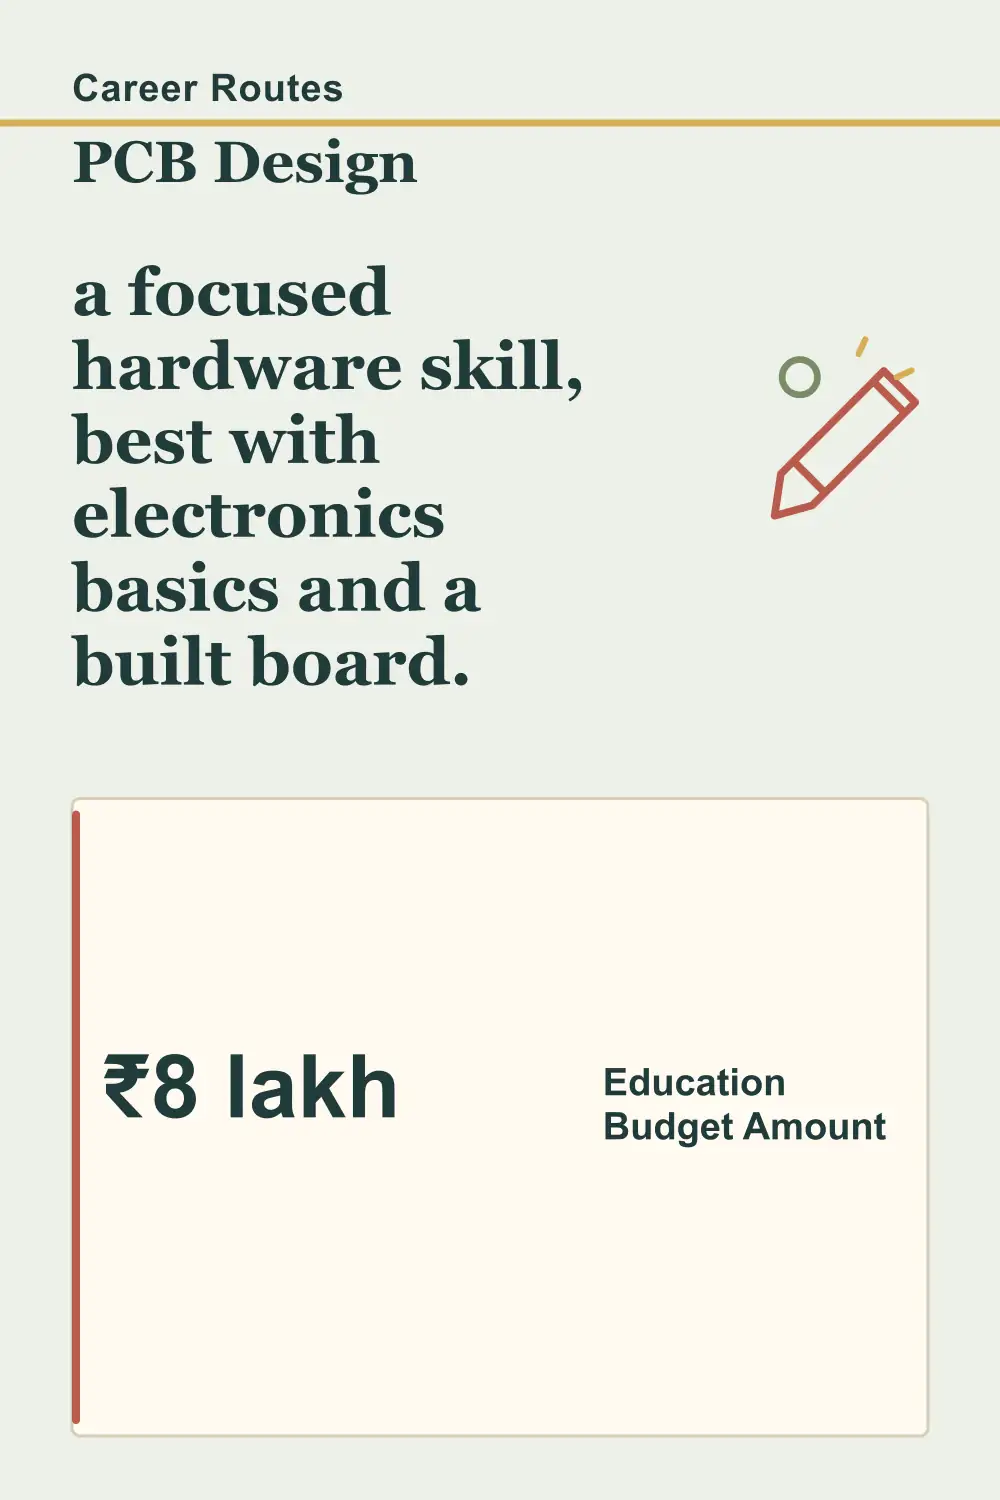 Career Routes
PCB Design
a focused
hardware skill,
best with
electronics
basics and a
built board.
₹8 lakh
Education
Budget Amount